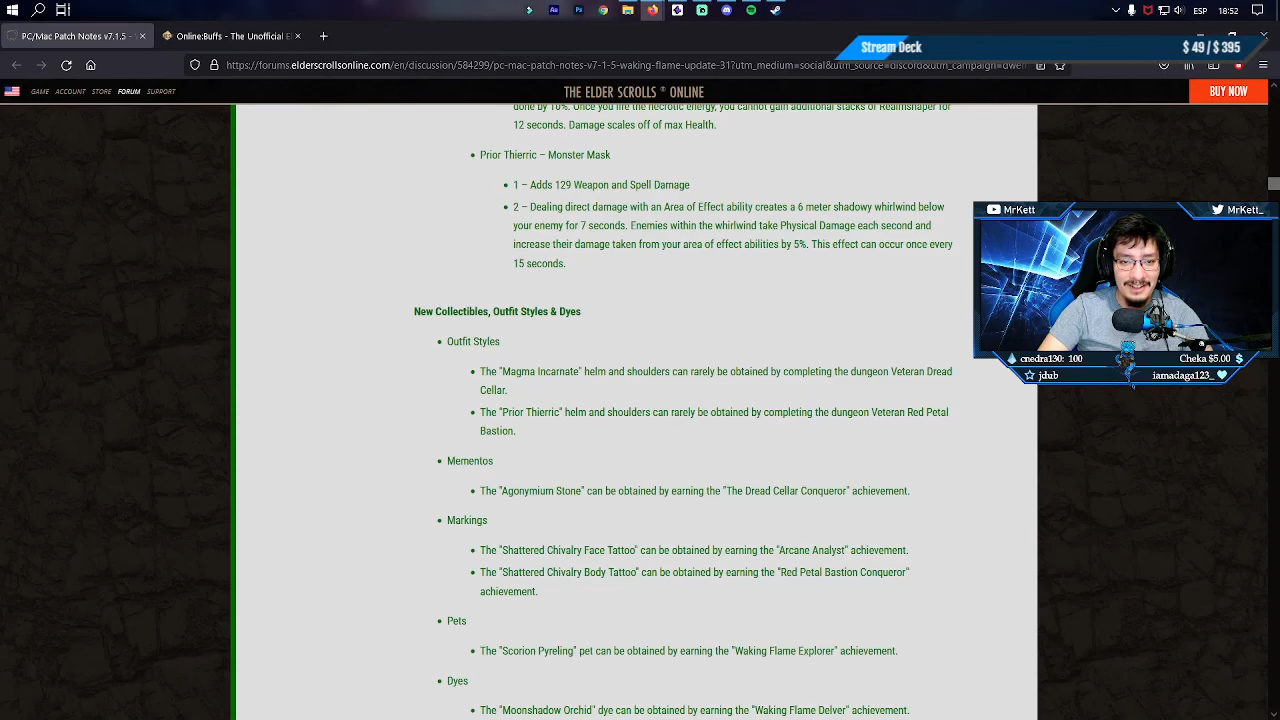 18:52
PC/Mac Patch Notes v7.1.5 -
Online:Buffs - The Unofficial El
Stream Deck
$ 49 / $ 395
https://forums.elderscrollsonline.com/en/discussion/584299/pc-mac-patch-notes-v7-1-5-waking-flame-update-31?utm_medium=social&utm_source=discord&utm_campaign=dwem
GAME ACCOUNT STORE FORUM SUPPORT
THE ELDER SCROLLS ® ONLINE
BUY NOW
done by 10%. Once you life the necrotic energy, you cannot gain additional stacks of Realmshaper for
12 seconds. Damage scales off of max Health.
• Prior Thierric – Monster Mask
• 1 – Adds 129 Weapon and Spell Damage
• 2 – Dealing direct damage with an Area of Effect ability creates a 6 meter shadowy whirlwind below
your enemy for 7 seconds. Enemies within the whirlwind take Physical Damage each second and
increase their damage taken from your area of effect abilities by 5%. This effect can occur once every
15 seconds.
MrKett
MrKett_
cnedra130: 100
Cheka $5.00 $
jdub
iamadaga123_
New Collectibles, Outfit Styles & Dyes
• Outfit Styles
• The "Magma Incarnate" helm and shoulders can rarely be obtained by completing the dungeon Veteran Dread
Cellar.
• The "Prior Thierric" helm and shoulders can rarely be obtained by completing the dungeon Veteran Red Petal
Bastion.
• Mementos
• The "Agonymium Stone" can be obtained by earning the "The Dread Cellar Conqueror" achievement.
• Markings
• The "Shattered Chivalry Face Tattoo" can be obtained by earning the "Arcane Analyst" achievement.
• The "Shattered Chivalry Body Tattoo" can be obtained by earning the "Red Petal Bastion Conqueror"
achievement.
• Pets
• The "Scorion Pyreling" pet can be obtained by earning the "Waking Flame Explorer" achievement.
• Dyes
• The "Moonshadow Orchid" dye can be obtained by earning the "Waking Flame Delver" achievement.